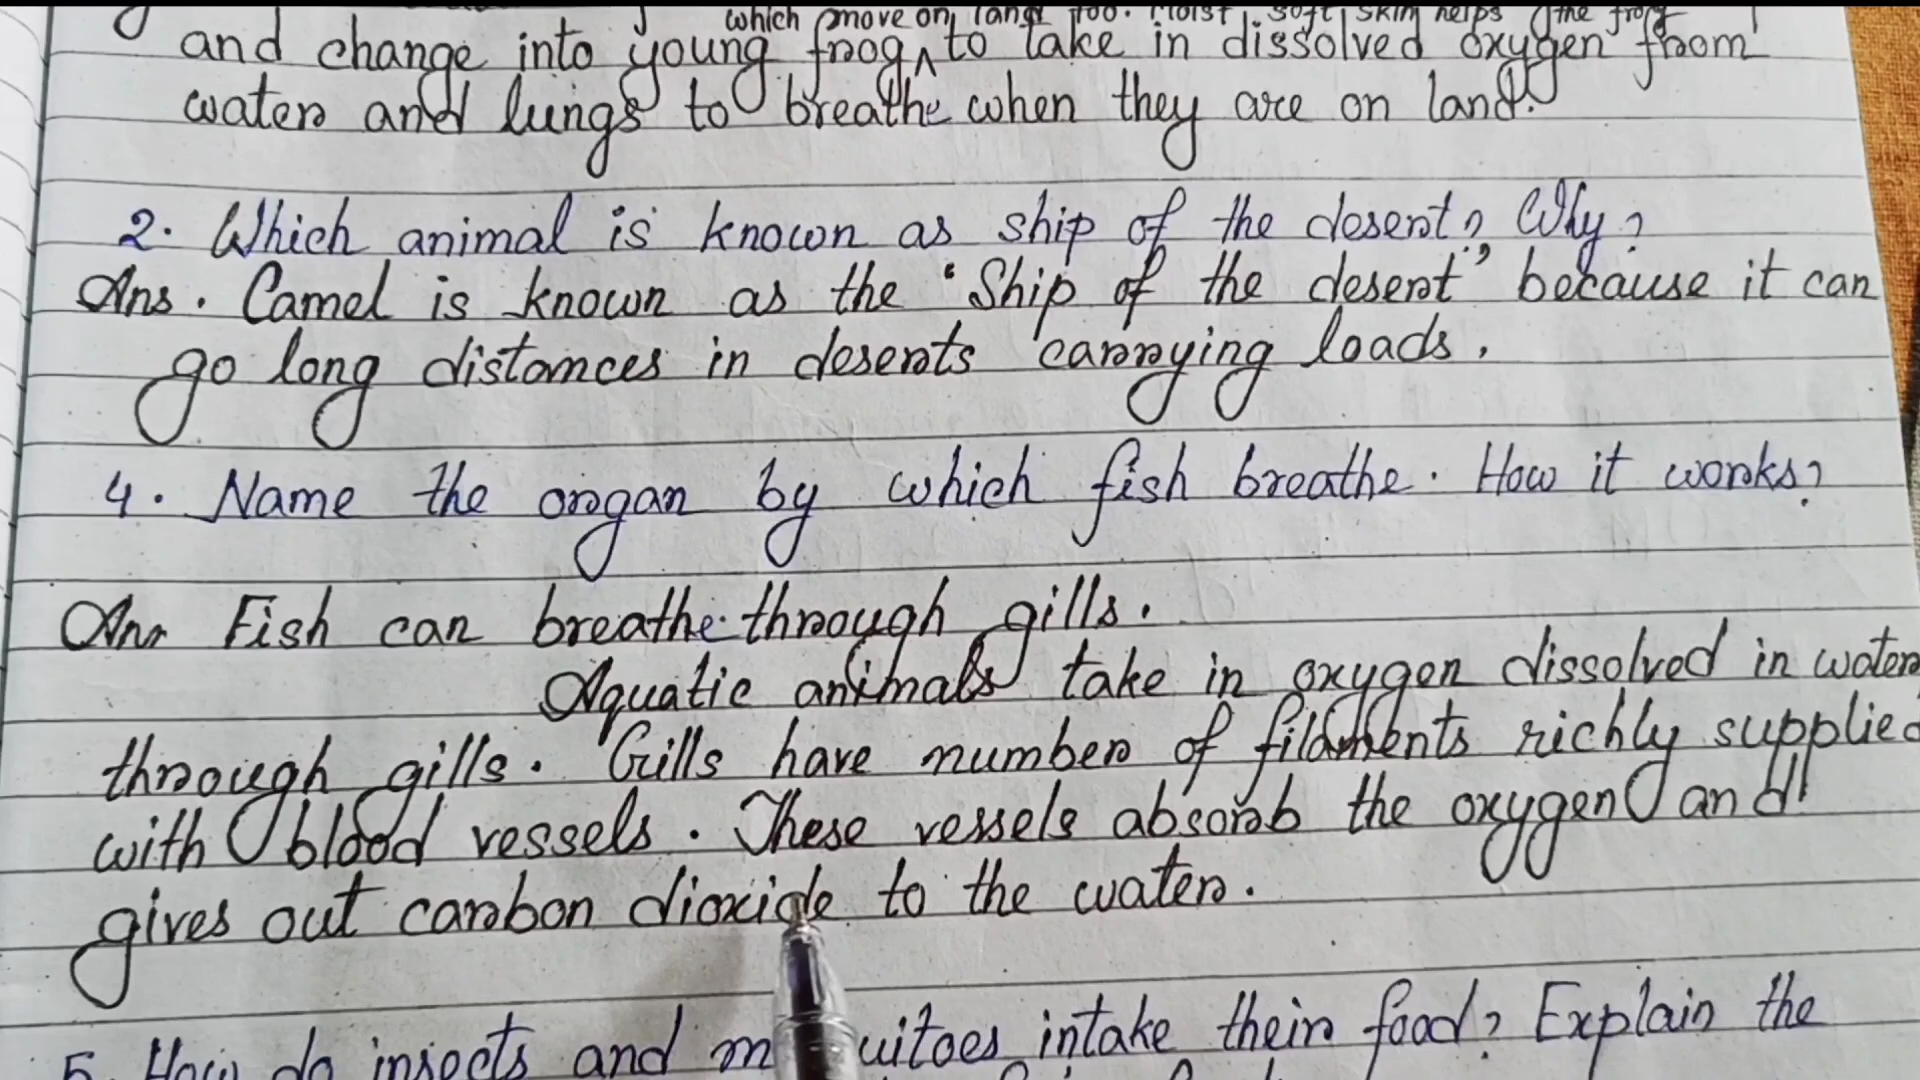 which move on land too. Moist, soft skin helps the frog
and change into young frog ^ to take in dissolved oxygen from
water and lungs to breathe when they are on land.
2. Which animal is known as ship of the desert? Why?
Ans. Camel is known as the "Ship of the desert" because it can
go long distances in deserts carrying loads.
4. Name the organ by which fish breathe. How it works?
Ans Fish can breathe through gills.
Aquatic animals take in oxygen dissolved in water
through gills. Gills have number of filaments richly supplied
with blood vessels. These vessels absorb the oxygen and
gives out carbon dioxide to the water.
5. How do insects and m uitoes intake their food? Explain the